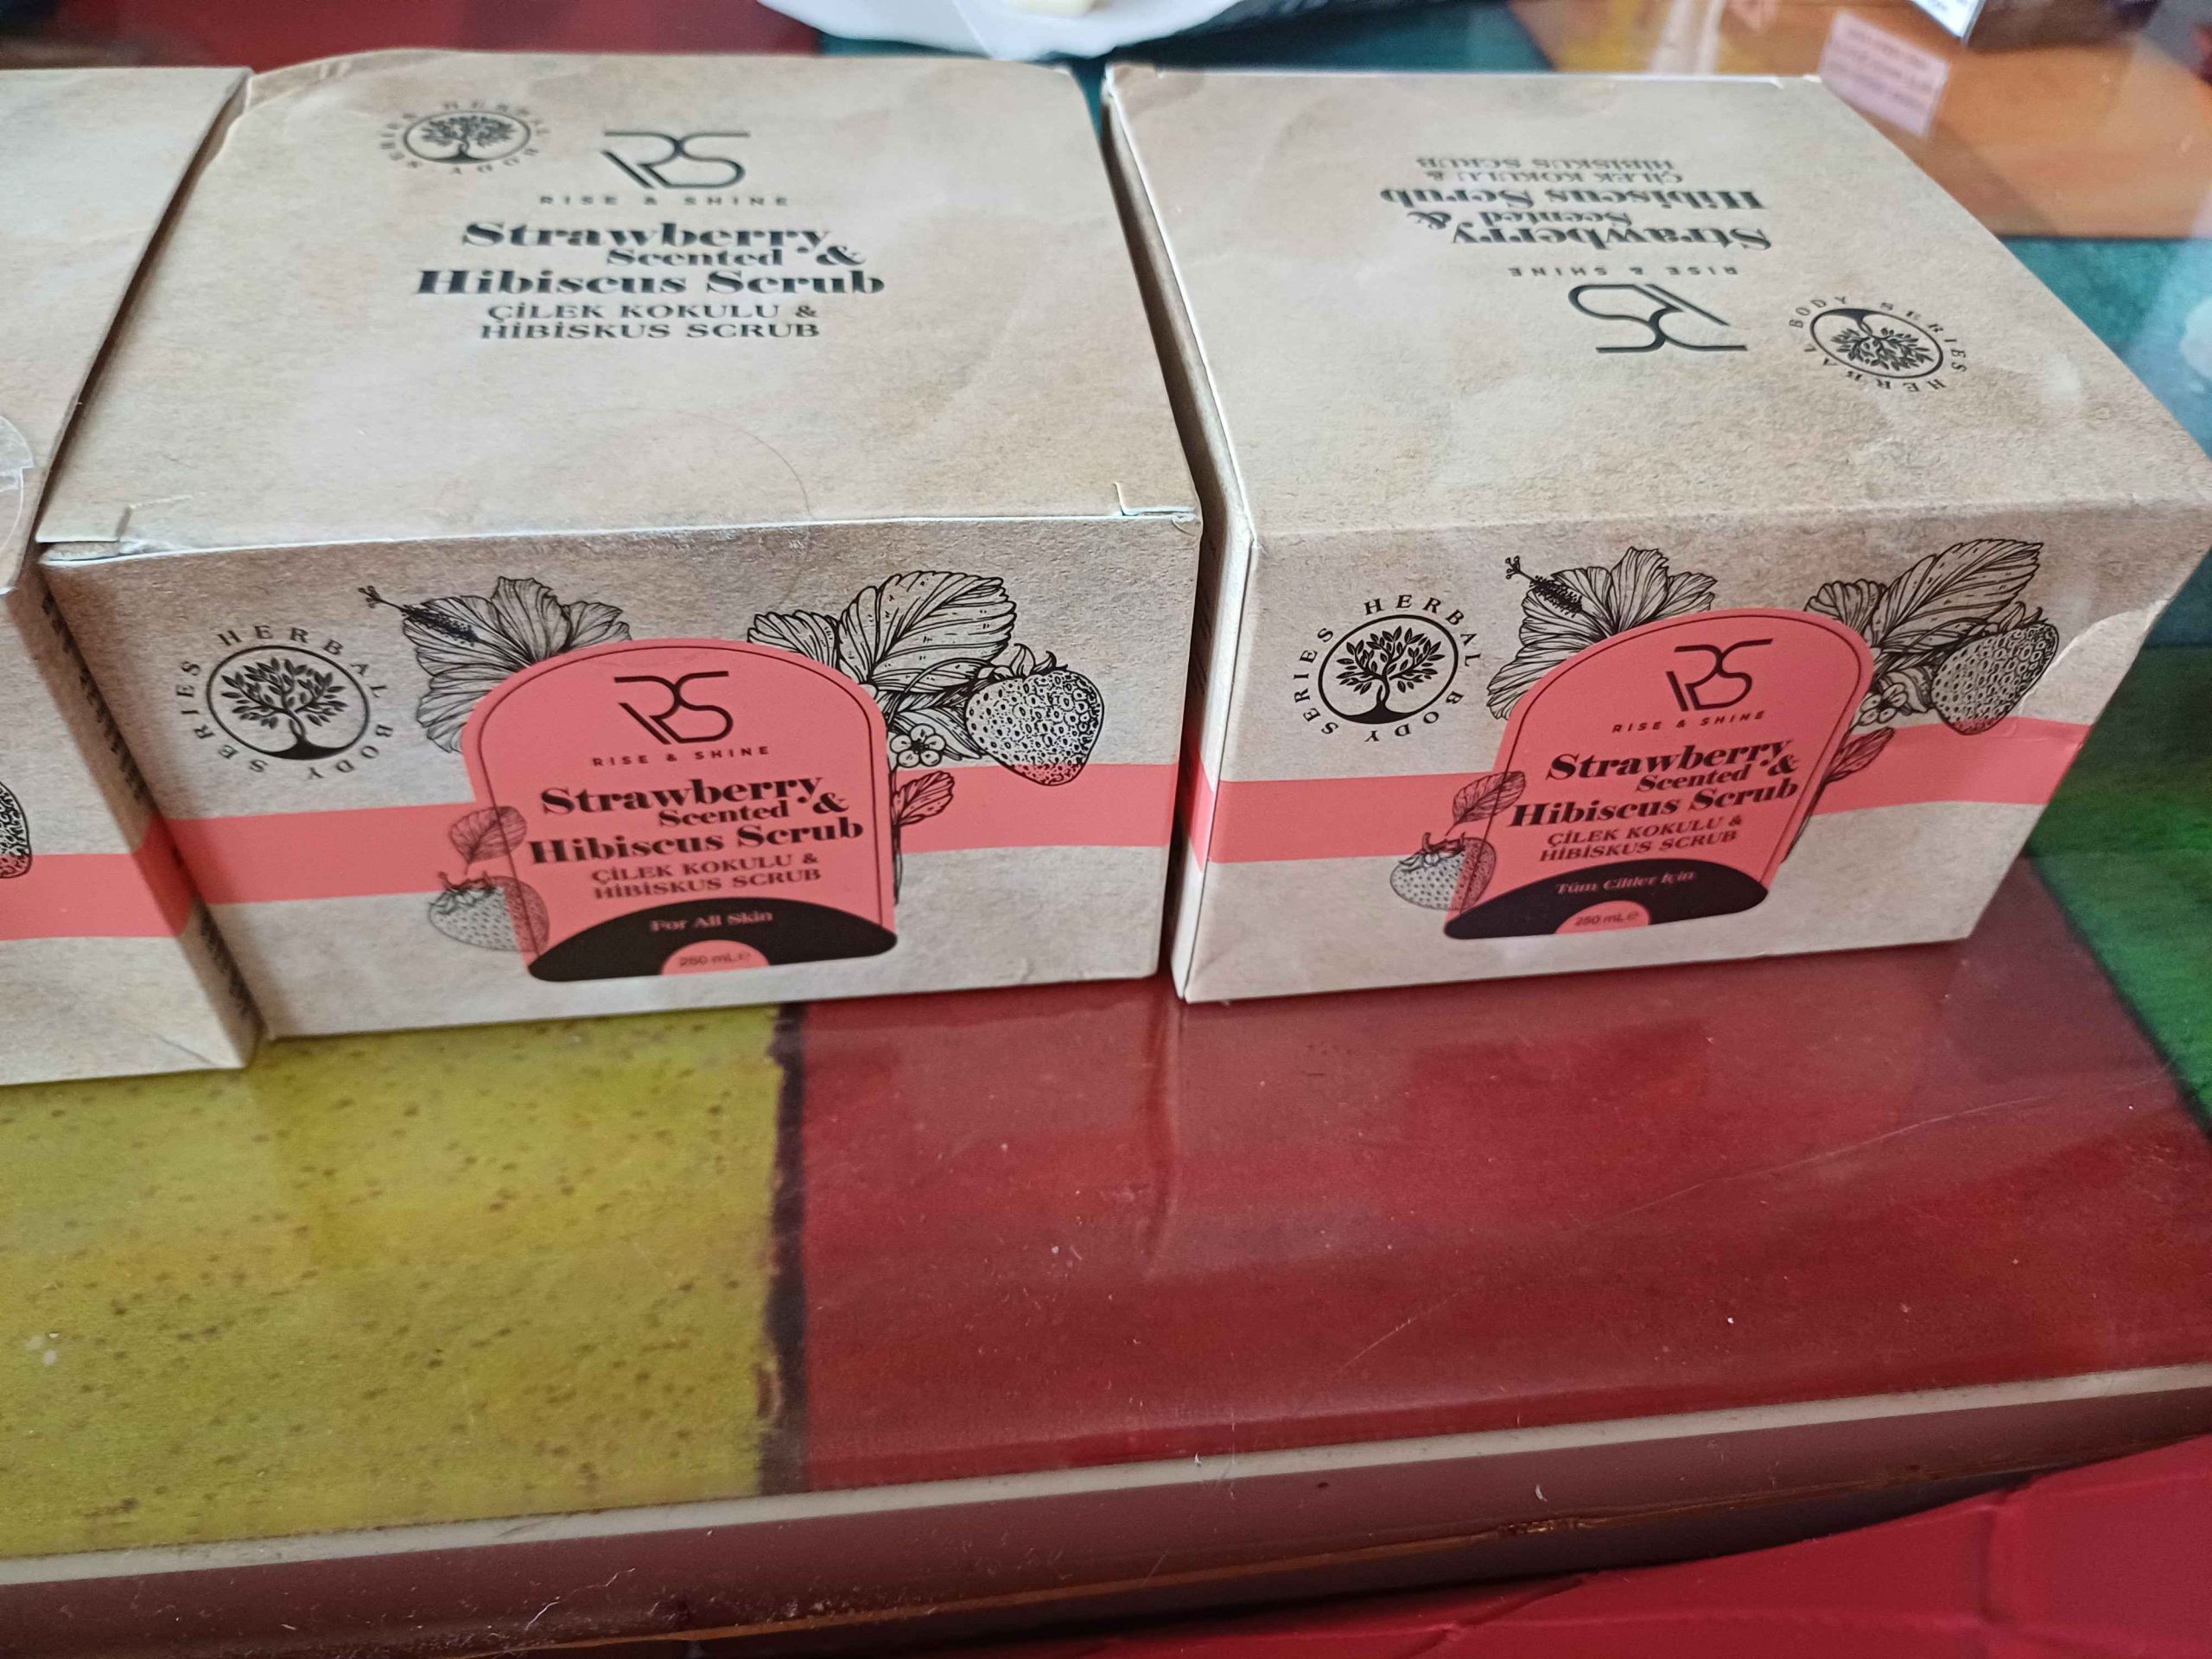 HERBAL BODY SERIES
RS
RISE & SHINE
Strawberry
Scented &
Hibiscus Scrub
ÇİLEK KOKULU &
HİBİSKUS SCRUB
HERBAL BODY SERIES
RS
RISE & SHINE
Strawberry
Scented &
Hibiscus Scrub
ÇİLEK KOKULU &
HİBİSKUS SCRUB
For All Skin
250 mL e
RS
RISE & SHINE
Strawberry
Scented &
Hibiscus Scrub
ÇİLEK KOKULU &
HİBİSKUS SCRUB
HERBAL BODY SERIES
HERBAL BODY SERIES
RS
RISE & SHINE
Strawberry
Scented &
Hibiscus Scrub
ÇİLEK KOKULU &
HİBİSKUS SCRUB
Tüm Ciltler İçin
250 mL e